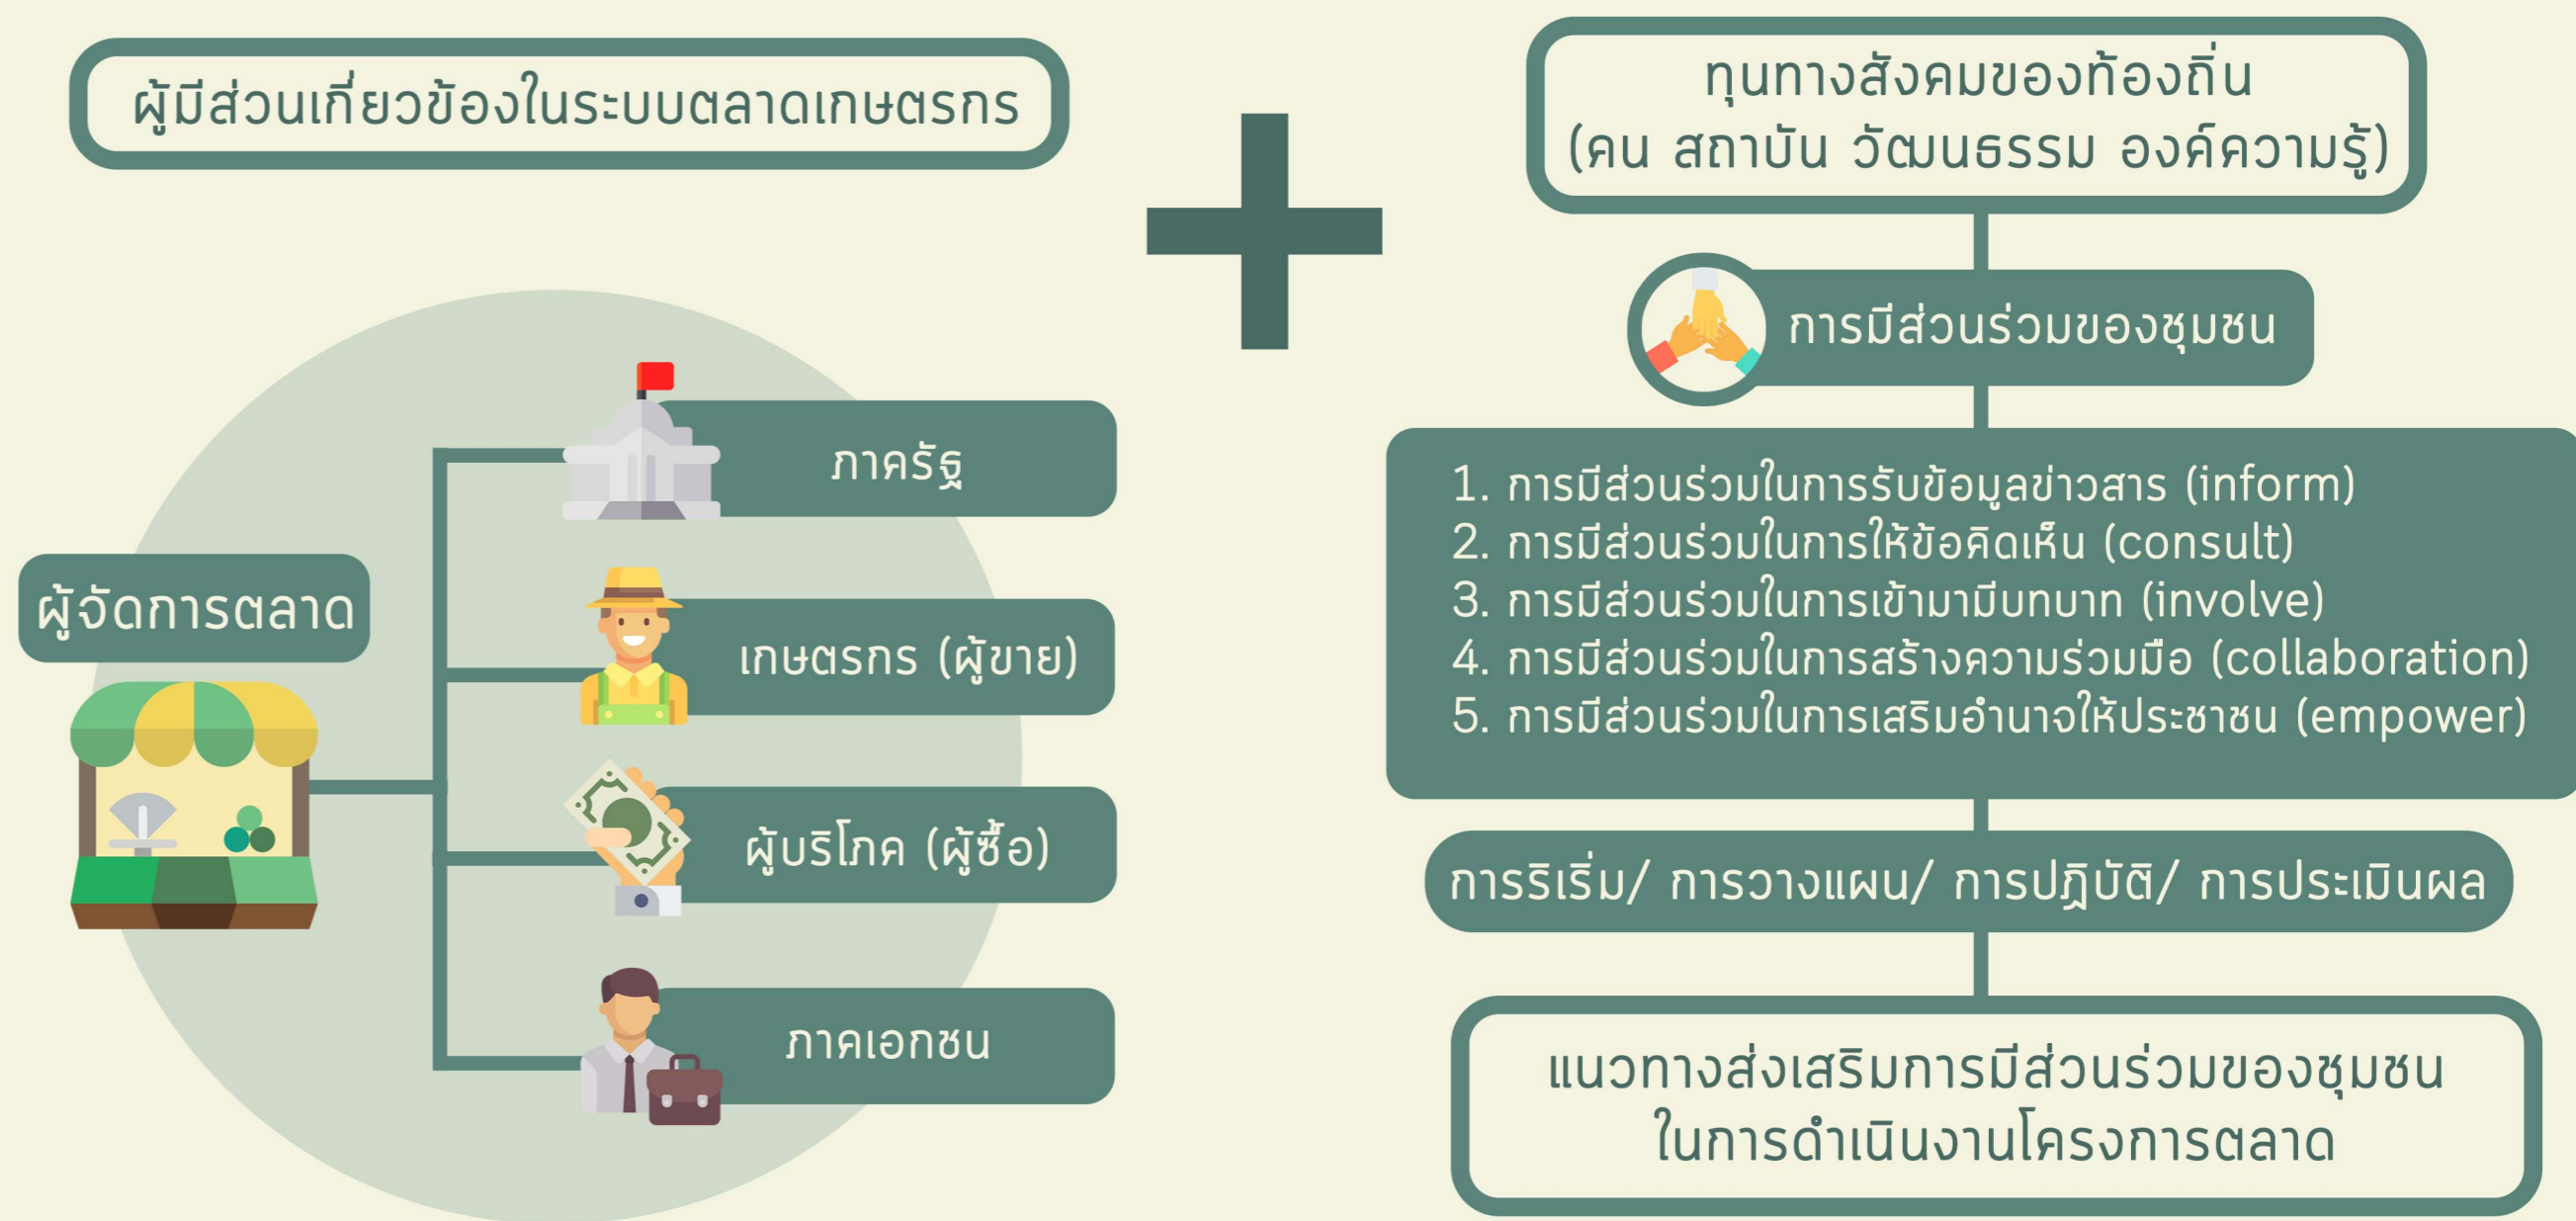 ผู้มีส่วนเกี่ยวข้องในระบบตลาดเกษตรกร
ผู้จัดการตลาด
ภาครัฐ
เกษตรกร (ผู้ขาย)
ผู้บริโภค (ผู้ซื้อ)
ภาคเอกชน
+
ทุนทางสังคมของท้องถิ่น
(คน สถาบัน วัฒนธรรม องค์ความรู้)
การมีส่วนร่วมของชุมชน
1. การมีส่วนร่วมในการรับข้อมูลข่าวสาร (inform)
2. การมีส่วนร่วมในการให้ข้อคิดเห็น (consult)
3. การมีส่วนร่วมในการเข้ามามีบทบาท (involve)
4. การมีส่วนร่วมในการสร้างความร่วมมือ (collaboration)
5. การมีส่วนร่วมในการเสริมอำนาจให้ประชาชน (empower)
การริเริ่ม/ การวางแผน/ การปฏิบัติ/ การประเมินผล
แนวทางส่งเสริมการมีส่วนร่วมของชุมชน
ในการดำเนินงานโครงการตลาด